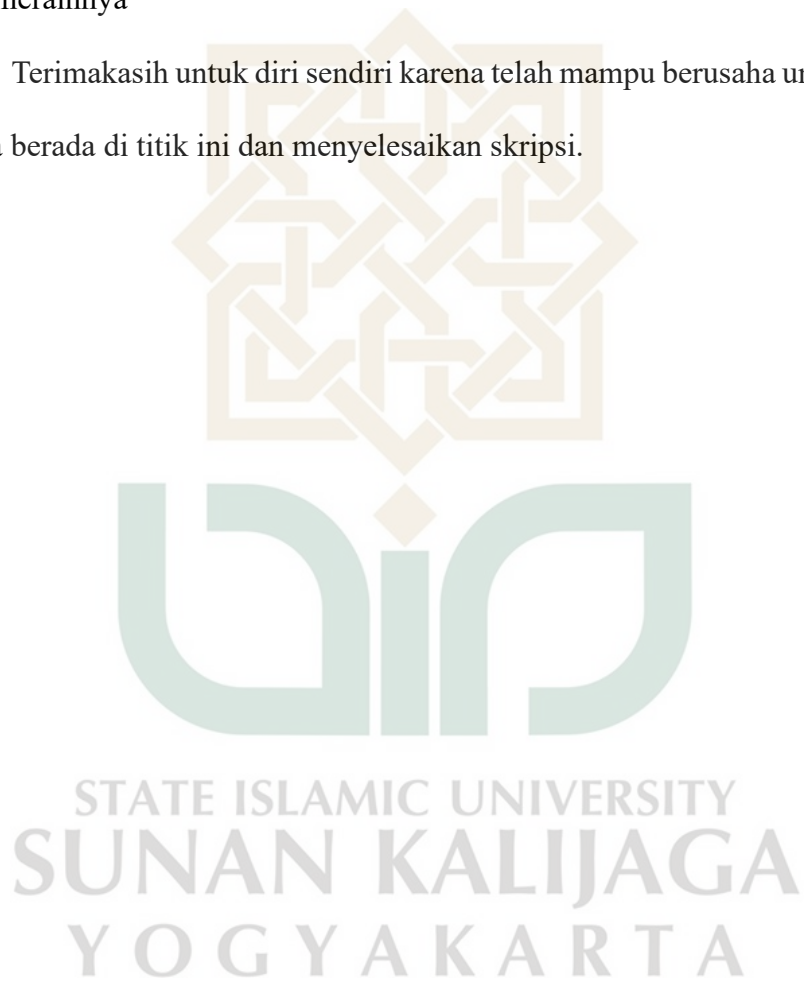 Terimakasih untuk diri sendiri karena telah mampu berusaha
berada di titik ini dan menyelesaikan skripsi.
STATE ISLAMIC UNIVERSITY
SUNAN KALIJAGA
YOGYAKARTA